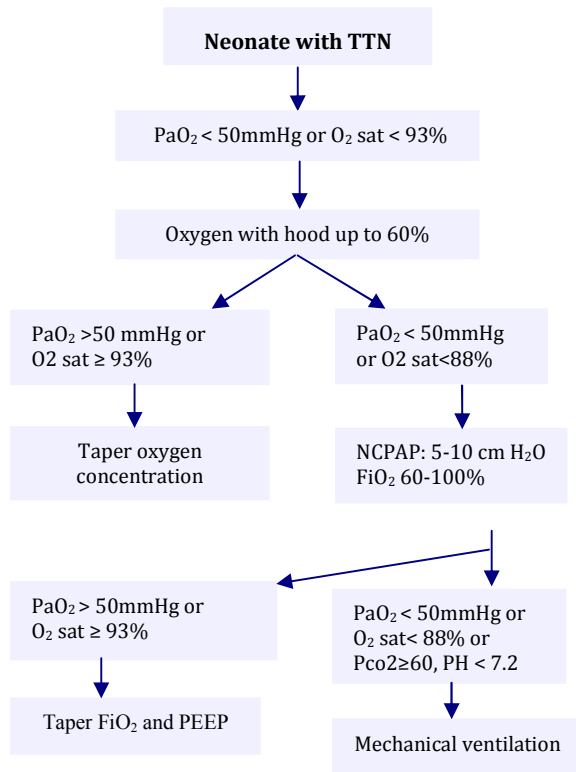 Neonate with TTN
PaO₂ < 50mmHg or O₂ sat < 93%
Oxygen with hood up to 60%
PaO₂ >50 mmHg or
O2 sat ≥ 93%
PaO₂ < 50mmHg
or O2 sat<88%
Taper oxygen
concentration
NCPAP: 5-10 cm H₂O
FiO₂ 60-100%
PaO₂ > 50mmHg or
O₂ sat ≥ 93%
PaO₂ < 50mmHg or
O₂ sat< 88% or
Pco2≥60, PH < 7.2
Taper FiO₂ and PEEP
Mechanical ventilation